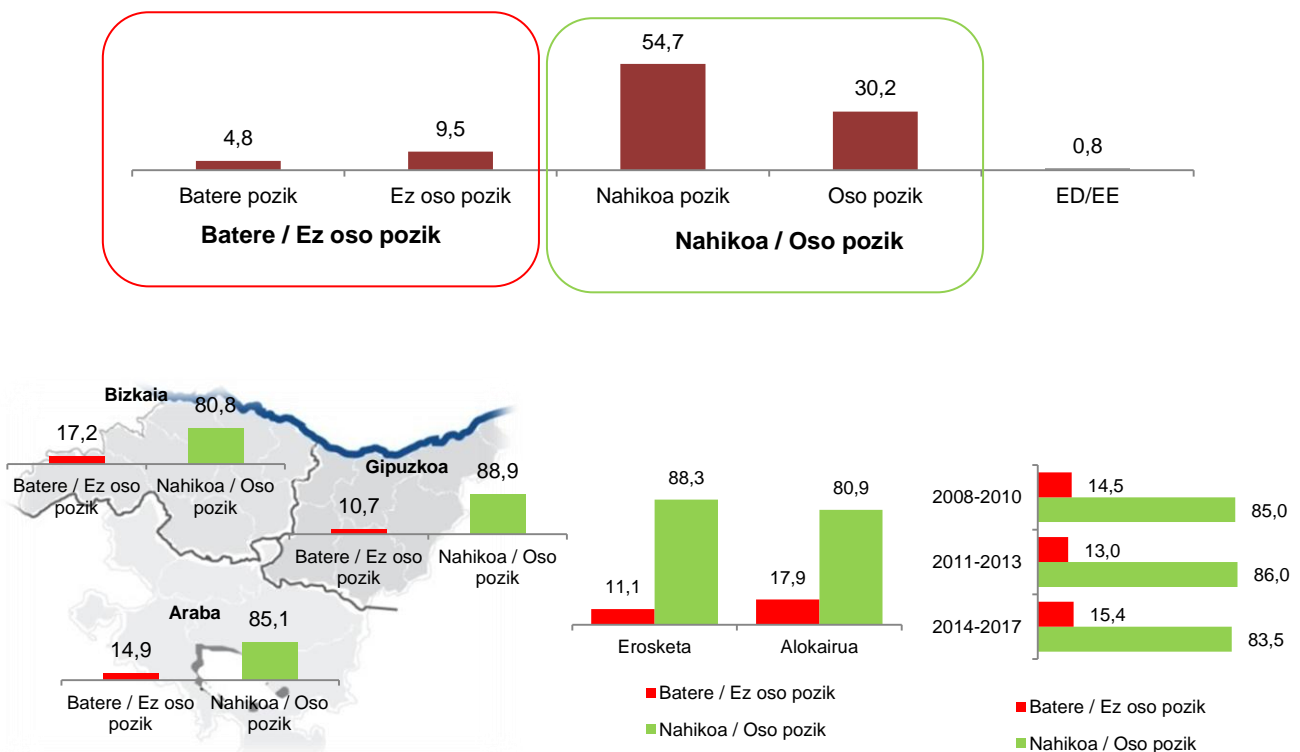 54,7
30,2
4,8
9,5
0,8
Batere pozik
Ez oso pozik
Nahikoa pozik
Oso pozik
ED/EE
Batere / Ez oso pozik
Nahikoa / Oso pozik
Bizkaia
17,2
80,8
Batere / Ez oso
pozik
Nahikoa / Oso
pozik
Gipuzkoa
10,7
88,9
Batere / Ez oso
pozik
Nahikoa / Oso
pozik
Araba
14,9
85,1
Batere / Ez oso
pozik
Nahikoa / Oso
pozik
88,3
80,9
11,1
17,9
Erosketa
Alokairua
Batere / Ez oso pozik
Nahikoa / Oso pozik
2008-2010
14,5
85,0
2011-2013
13,0
86,0
2014-2017
15,4
83,5
Batere / Ez oso pozik
Nahikoa / Oso pozik